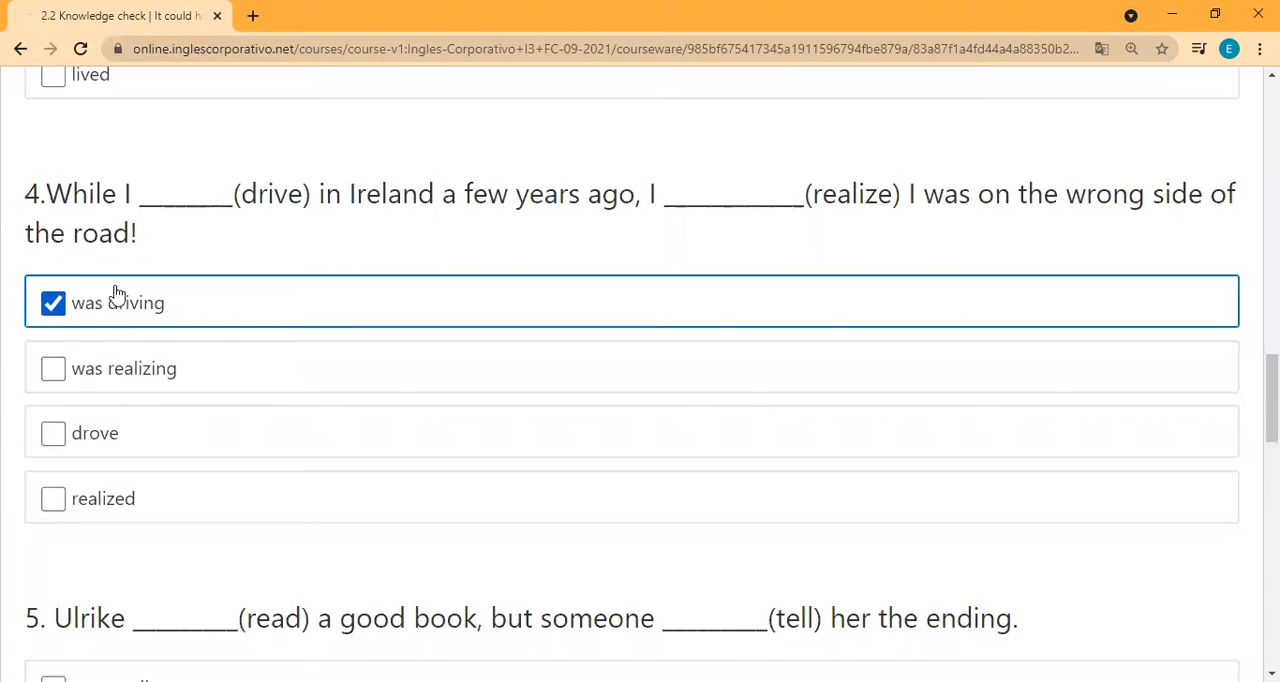 2.2 Knowledge check | It could h
online.inglescorporativo.net/courses/course-v1:Ingles-Corporativo+I3+FC-09-2021/courseware/985bf675417345a1911596794fbe879a/83a87f1a4fd44a4a88350b2...
E
lived
4.While I ________(drive) in Ireland a few years ago, I ____________(realize) I was on the wrong side of
the road!
was driving
was realizing
drove
realized
5. Ulrike _________(read) a good book, but someone _________(tell) her the ending.